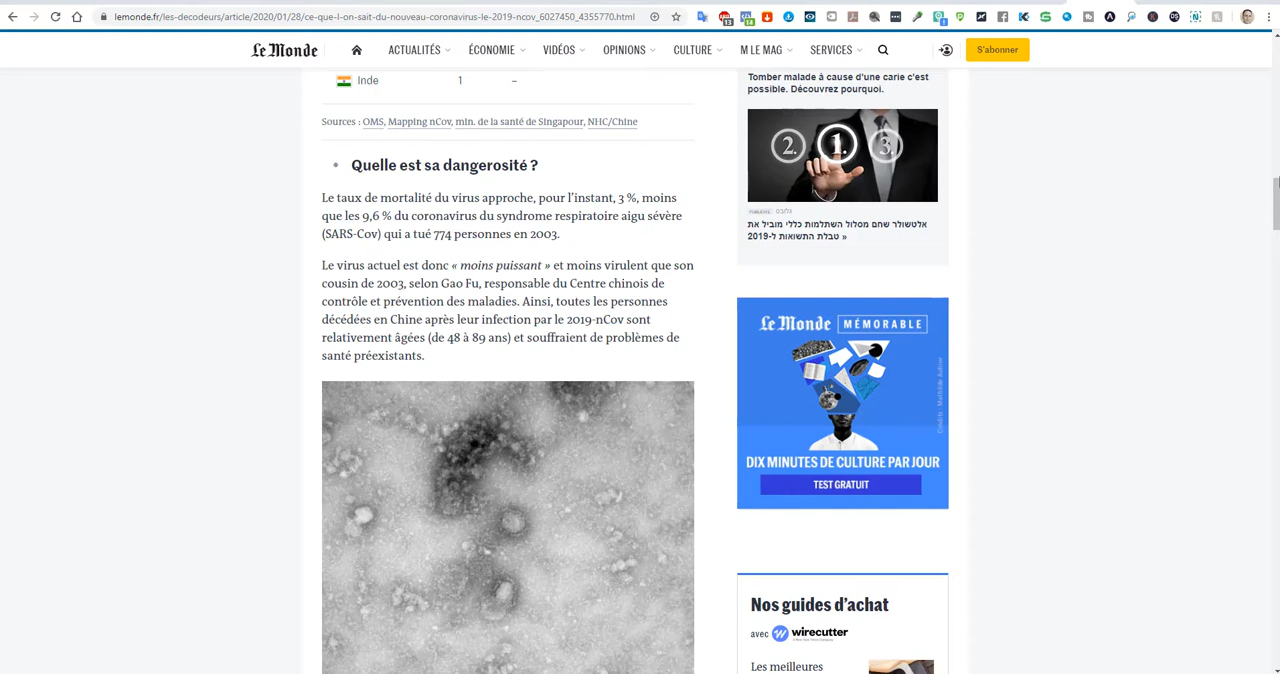 lemonde.fr/les-decodeurs/article/2020/01/28/ce-que-l-on-sait-du-nouveau-coronavirus-le-2019-ncov_6027450_4355770.html
Le Monde
ACTUALITÉS
ÉCONOMIE
VIDÉOS
OPINIONS
CULTURE
M LE MAG
SERVICES
S'abonner
Inde 1 –
Sources : OMS, Mapping nCov, min. de la santé de Singapour, NHC/Chine
• Quelle est sa dangerosité ?
Le taux de mortalité du virus approche, pour l'instant, 3 %, moins
que les 9,6 % du coronavirus du syndrome respiratoire aigu sévère
(SARS-Cov) qui a tué 774 personnes en 2003.
Le virus actuel est donc « moins puissant » et moins virulent que son
cousin de 2003, selon Gao Fu, responsable du Centre chinois de
contrôle et prévention des maladies. Ainsi, toutes les personnes
décédées en Chine après leur infection par le 2019-nCov sont
relativement âgées (de 48 à 89 ans) et souffraient de problèmes de
santé préexistants.
Tomber malade à cause d'une carie c'est
possible. Découvrez pourquoi.
2. 1. 3.
PUBLICITÉ
אלטשולר שחם מסלול השתלמות כללי מוביל את
טבלת התשואות ל-2019 »
Le Monde MÉMORABLE
DIX MINUTES DE CULTURE PAR JOUR
TEST GRATUIT
Nos guides d'achat
avec wirecutter
Les meilleures